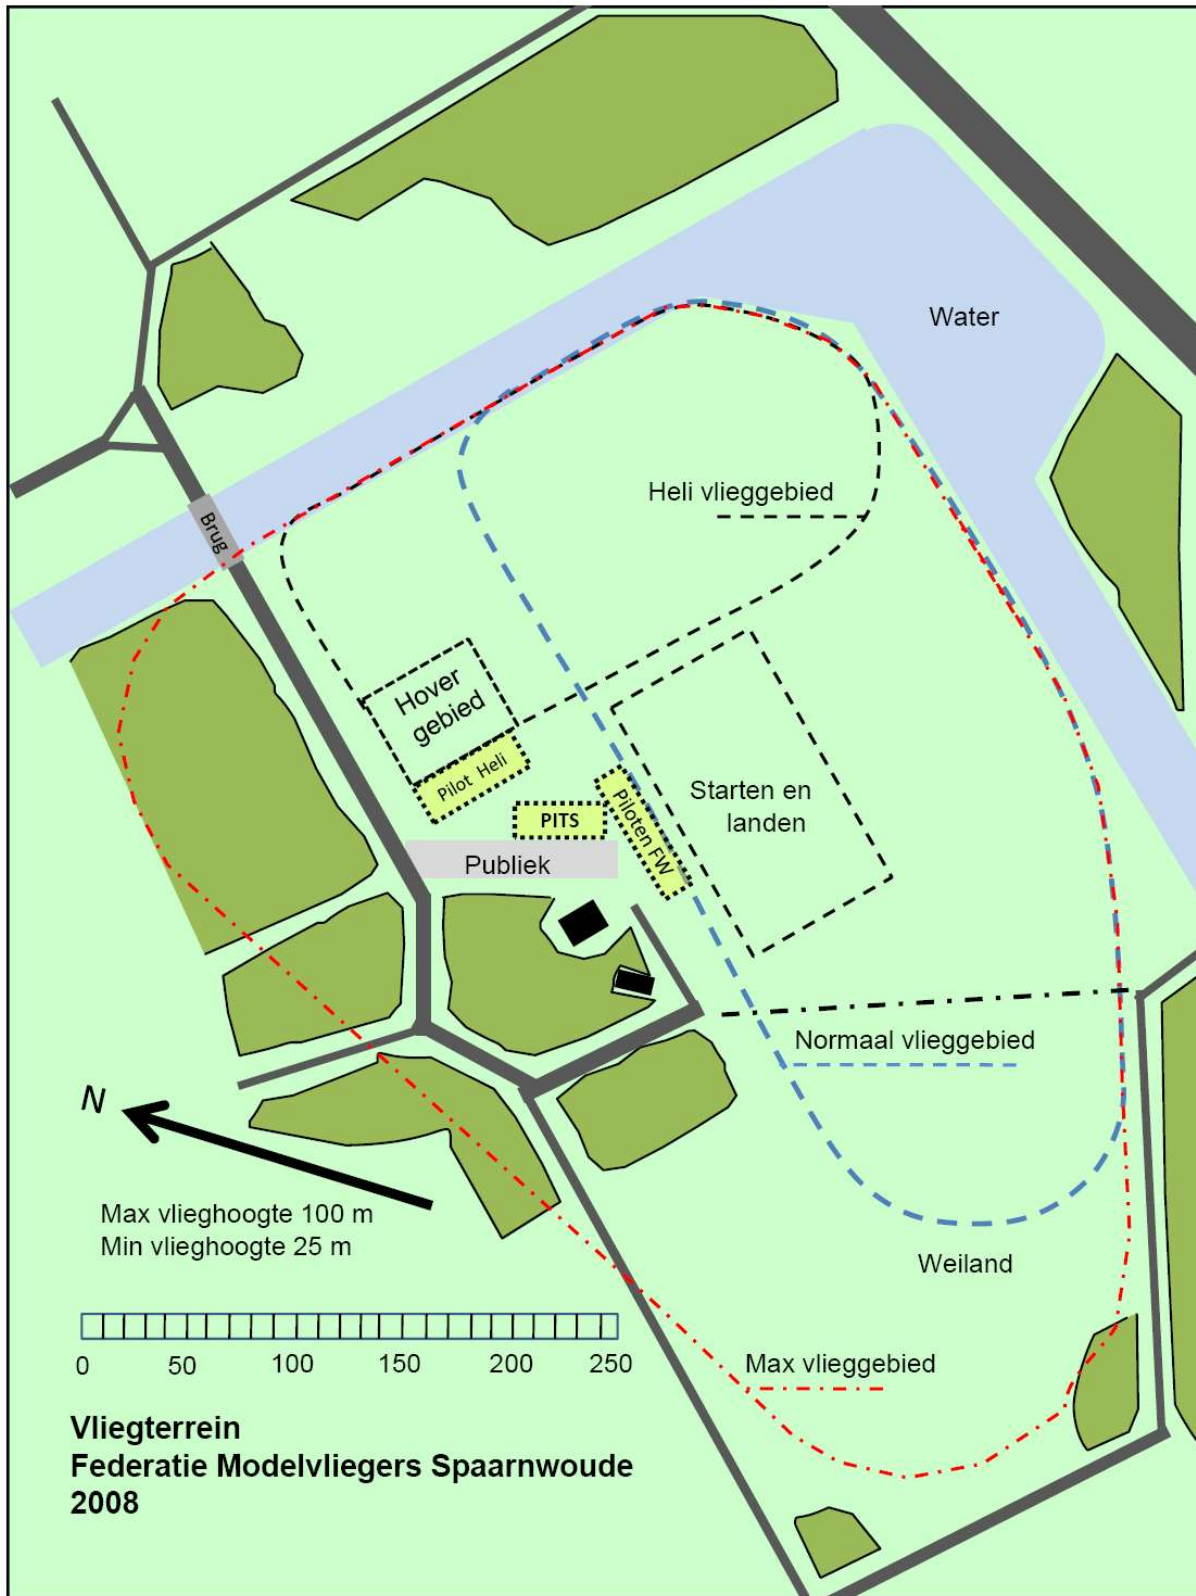 Water
Heli vlieggebied
Brug
Hover
gebied
Pilot Heli
PITS
Piloten FW
Starten en
landen
Publiek
Normaal vlieggebied
N
Max vlieghoogte 100 m
Min vlieghoogte 25 m
Weiland
0 50 100 150 200 250
Max vlieggebied
Vliegterrein
Federatie Modelvliegers Spaarnwoude
2008